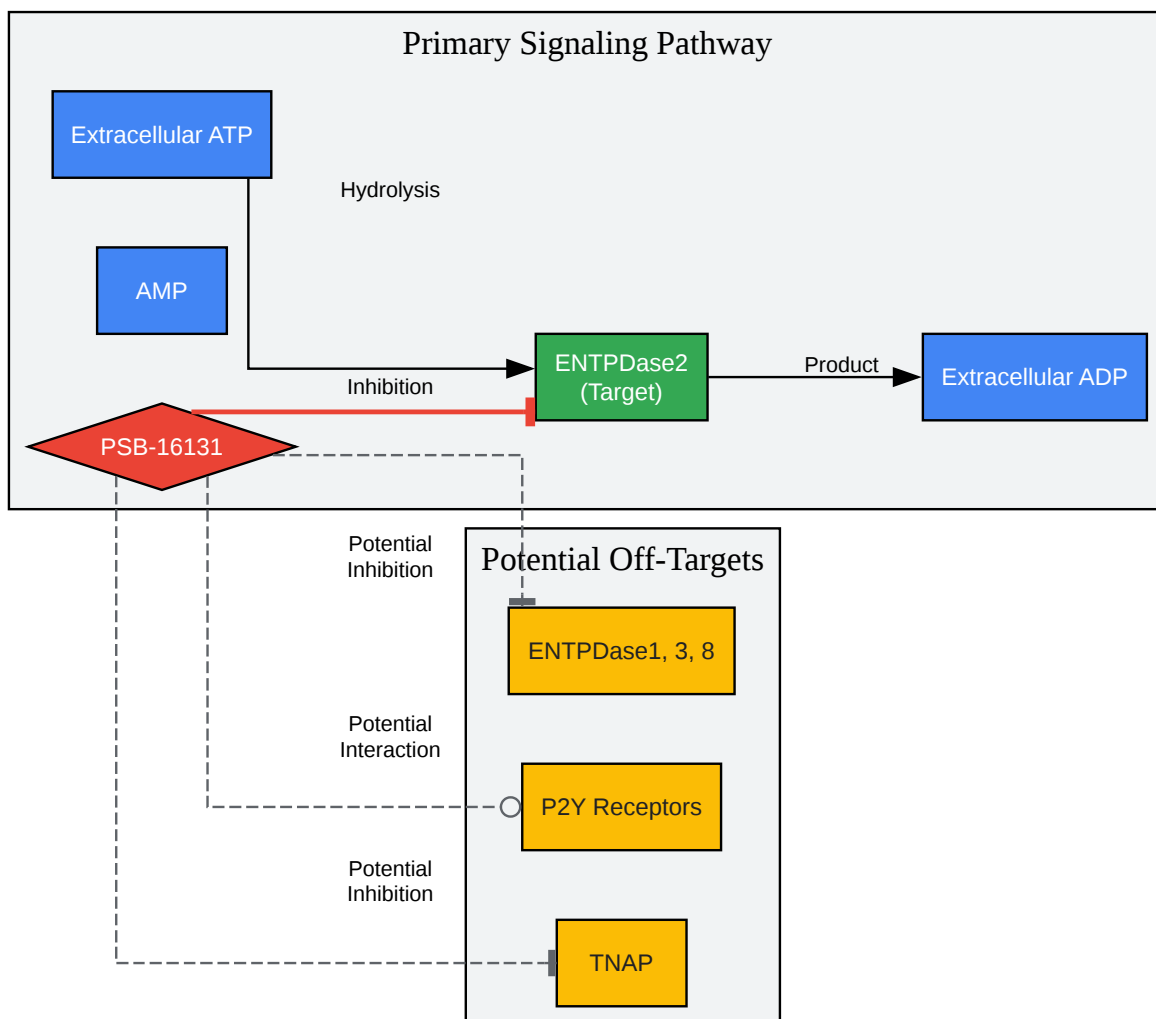 Primary Signaling Pathway
Extracellular ATP
Hydrolysis
AMP
ENTPDase2
(Target)
Product
Extracellular ADP
Inhibition
PSB-16131
Potential
Inhibition
Potential Off-Targets
ENTPDase1, 3, 8
Potential
Interaction
P2Y Receptors
Potential
Inhibition
TNAP